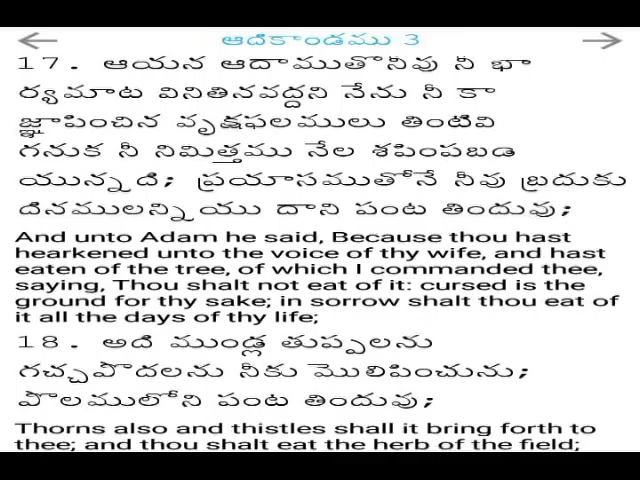 ఆదికాండము 3
17. ఆయన ఆదాముతోనీవు నీ భా
ర్యమాట వినితినవద్దని నేను నీ కా
జ్ఞాపించిన వృక్షఫలములు తింటివి
గనుక నీ నిమిత్తము నేల శపింపబడ
యున్నది; ప్రయాసముతోనే నీవు బ్రదుకు
దినములన్నియు దాని పంట తిందువు;
And unto Adam he said, Because thou hast
hearkened unto the voice of thy wife, and hast
eaten of the tree, of which I commanded thee,
saying, Thou shalt not eat of it: cursed is the
ground for thy sake; in sorrow shalt thou eat of
it all the days of thy life;
18. అది ముండ్ల తుప్పలను
గచ్చపొదలను నీకు మొలిపించును;
పొలములోని పంట తిందువు;
Thorns also and thistles shall it bring forth to
thee; and thou shalt eat the herb of the field;